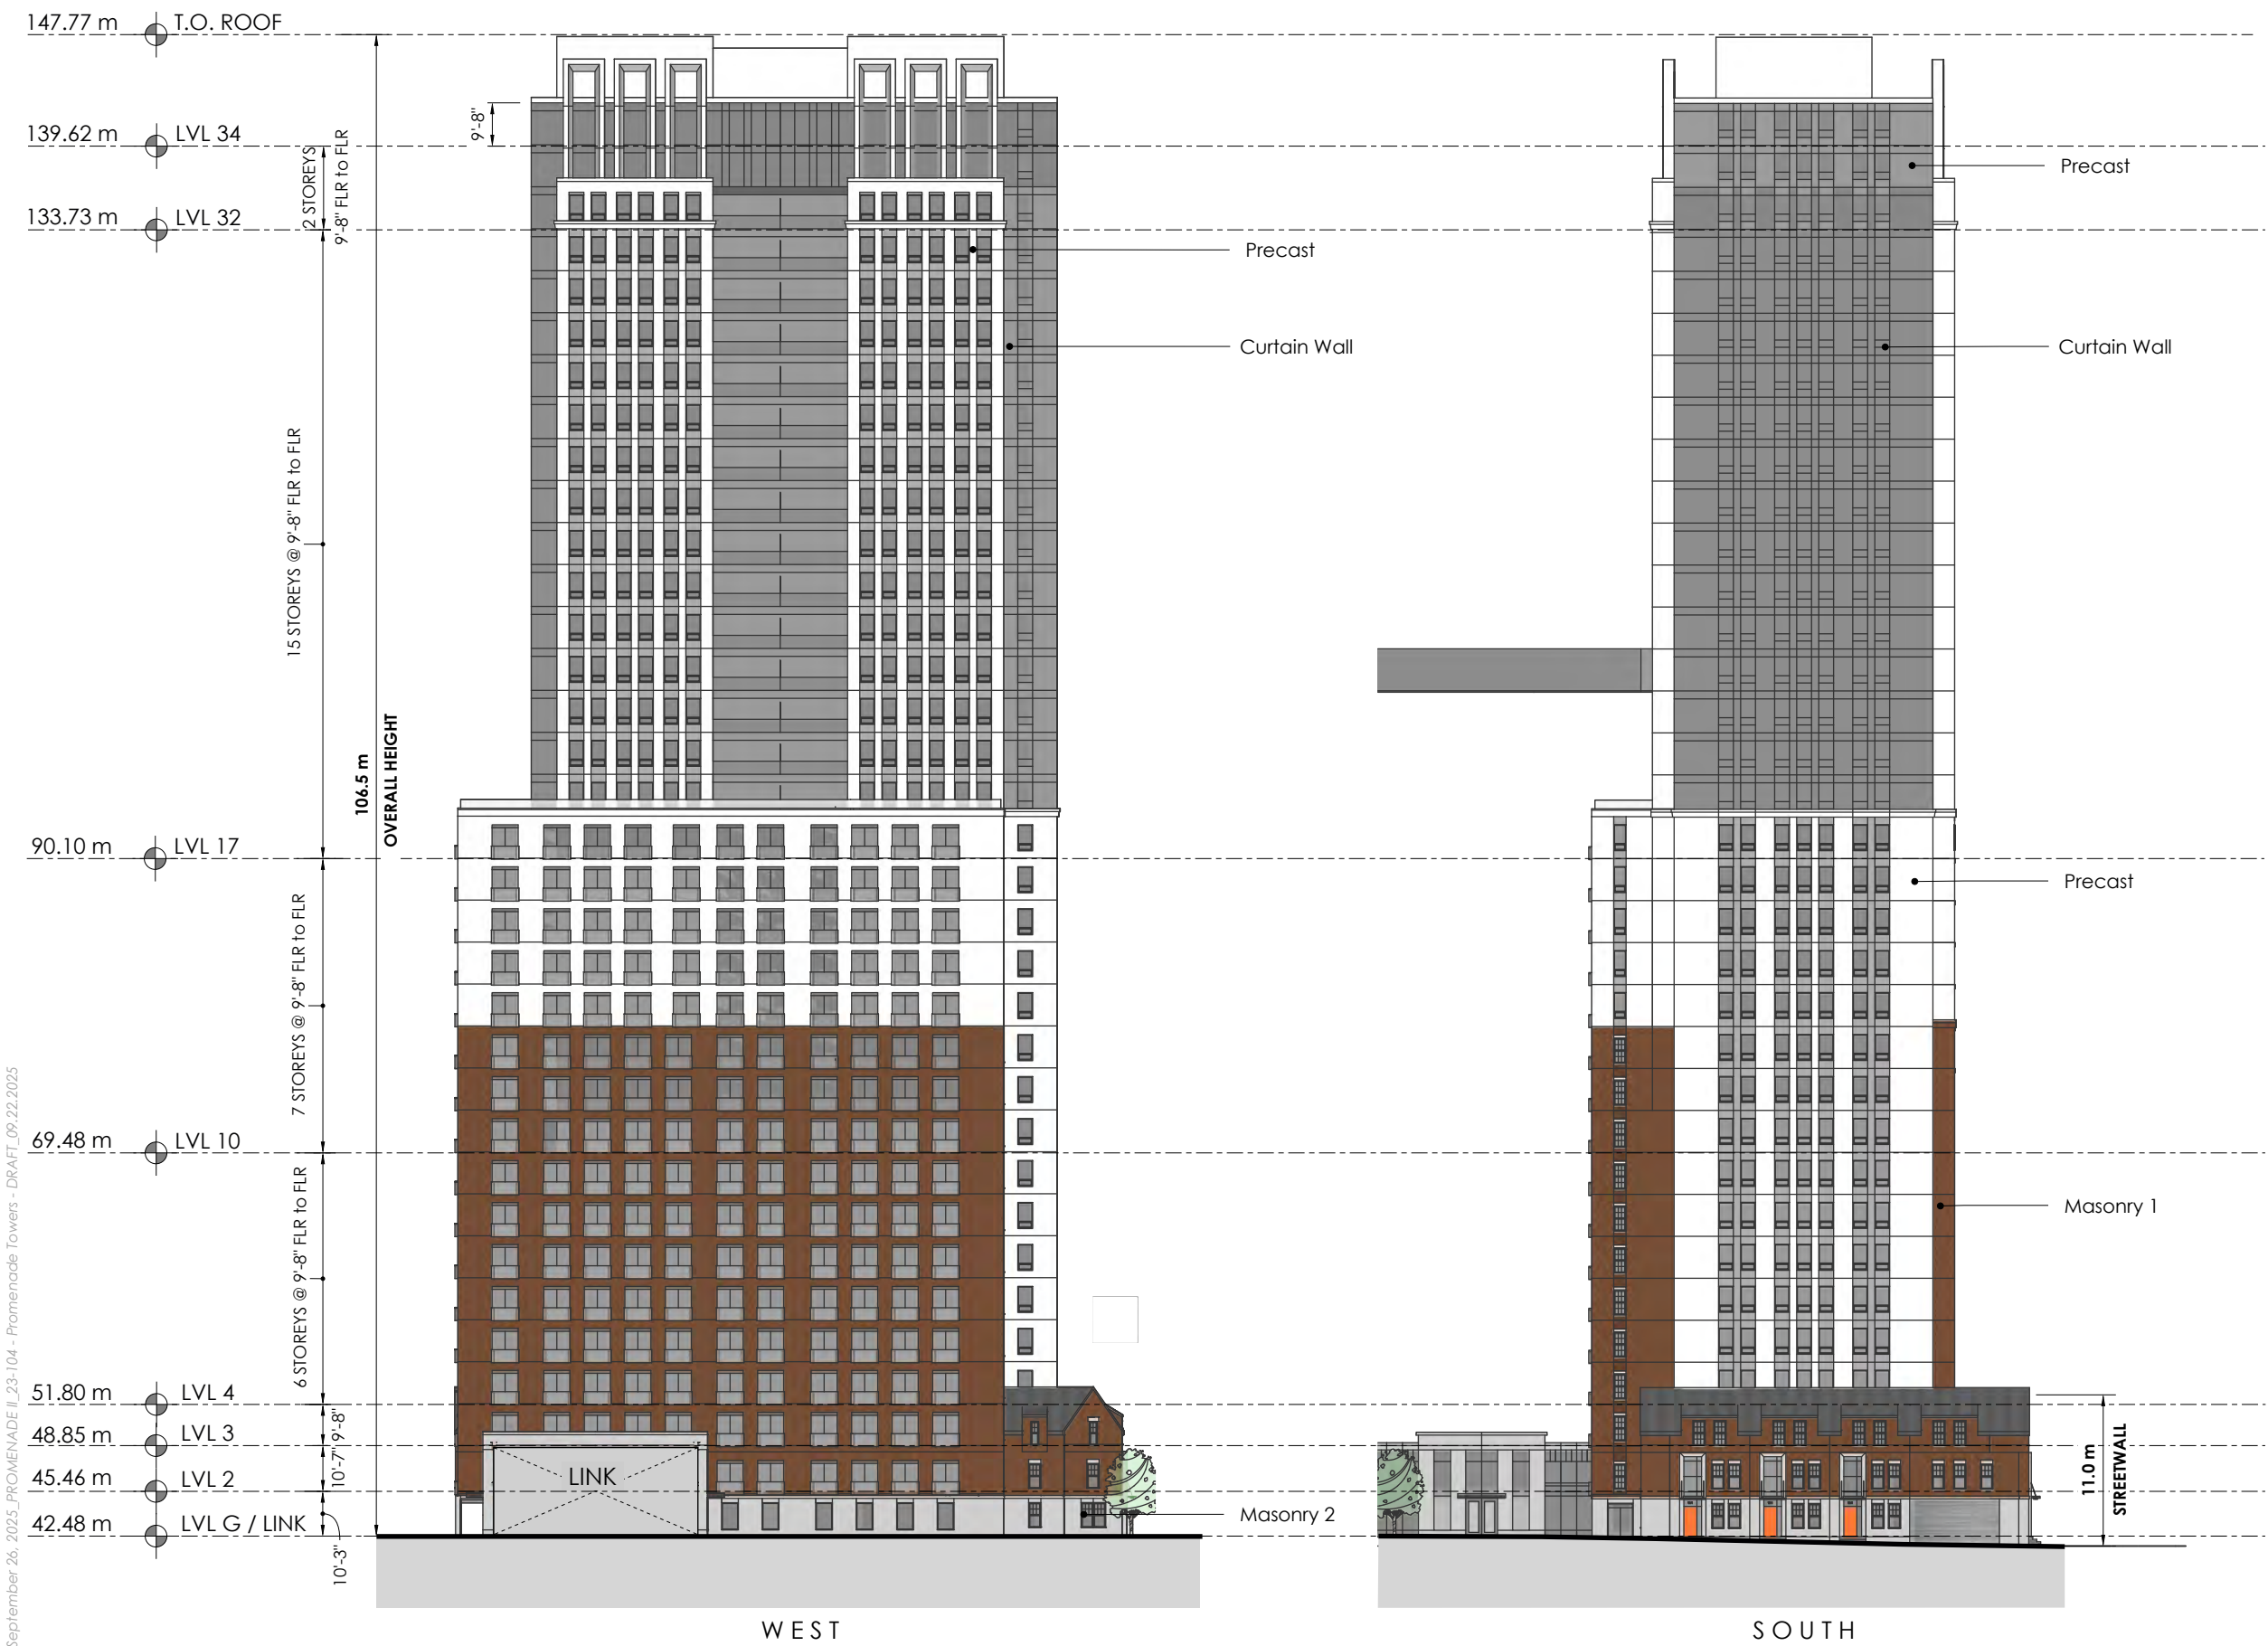 147.77 m T.O. ROOF
9'-8"
139.62 m LVL 34
2 STOREYS
9'-8" FLR to FLR
Precast
133.73 m LVL 32
Precast
Curtain Wall
Curtain Wall
15 STOREYS @ 9'-8" FLR to FLR
106.5 m
OVERALL HEIGHT
90.10 m LVL 17
Precast
7 STOREYS @ 9'-8" FLR to FLR
69.48 m LVL 10
Masonry 1
6 STOREYS @ 9'-8" FLR to FLR
51.80 m LVL 4
9'-8"
48.85 m LVL 3
10'-7"
LINK
45.46 m LVL 2
11.0 m
STREETWALL
Masonry 2
42.48 m LVL G / LINK
10'-3"
WEST
SOUTH
September 26, 2025_PROMENADE II_23-104 - Promenade Towers - DRAFT_09.22.2025